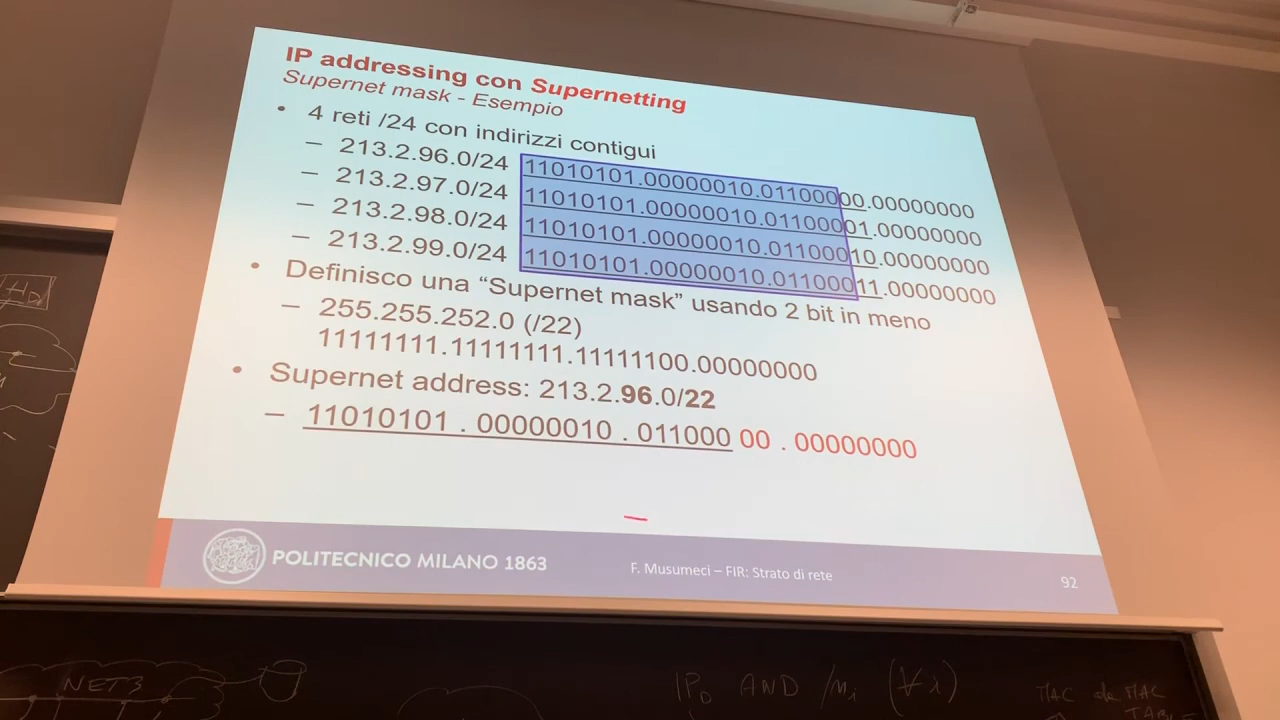 IP addressing con Supernetting
Supernet mask - Esempio
• 4 reti /24 con indirizzi contigui
– 213.2.96.0/24 11010101.00000010.01100000.00000000
– 213.2.97.0/24 11010101.00000010.01100001.00000000
– 213.2.98.0/24 11010101.00000010.01100010.00000000
– 213.2.99.0/24 11010101.00000010.01100011.00000000
• Definisco una “Supernet mask” usando 2 bit in meno
– 255.255.252.0 (/22)
11111111.11111111.11111100.00000000
• Supernet address: 213.2.96.0/22
– 11010101 . 00000010 . 011000 00 . 00000000
POLITECNICO MILANO 1863
F. Musumeci – FIR: Strato di rete
92
NET3
IP_D AND /m_i (∀i)
MAC